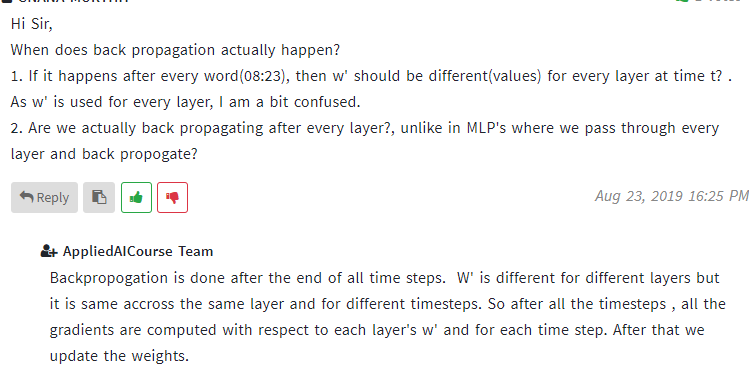 Hi Sir,
When does back propagation actually happen?
1. If it happens after every word(08:23), then w' should be different(values) for every layer at time t? .
As w' is used for every layer, I am a bit confused.
2. Are we actually back propagating after every layer?, unlike in MLP's where we pass through every
layer and back propogate?
Reply
Aug 23, 2019 16:25 PM
AppliedAICourse Team
Backpropogation is done after the end of all time steps.  W' is different for different layers but
it is same accross the same layer and for different timesteps. So after all the timesteps , all the
gradients are computed with respect to each layer's w' and for each time step. After that we
update the weights.